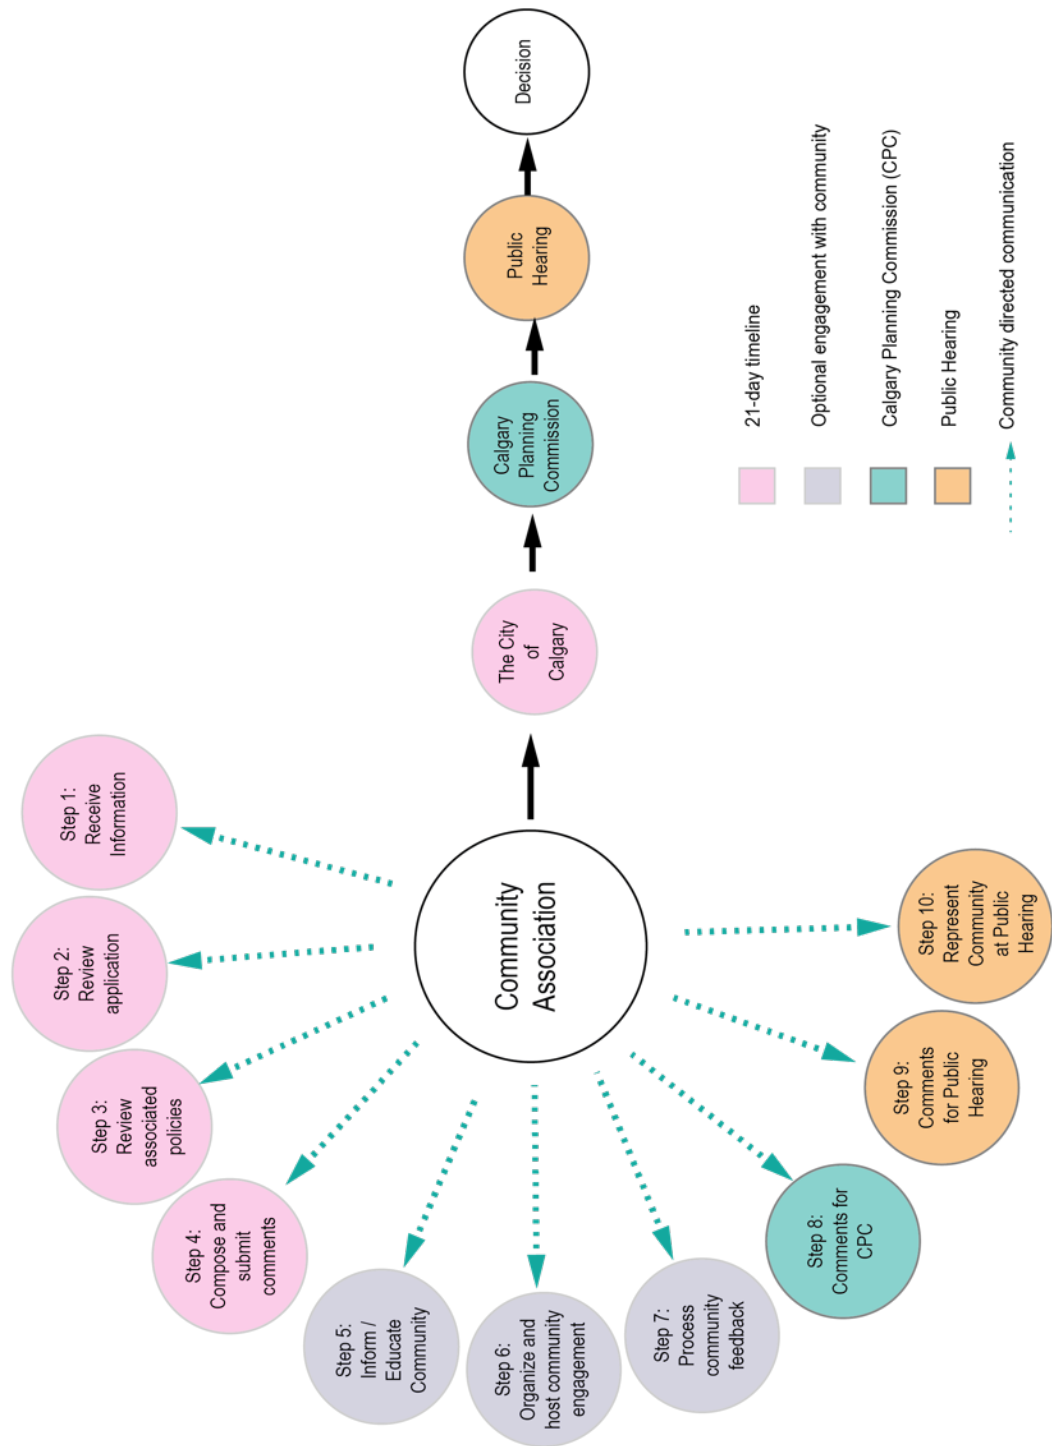 Step 1:
Receive
Information
Step 2:
Review
application
Step 3:
Review
associated
policies
Step 4:
Compose and
submit
comments
Step 5:
Inform /
Educate
Community
Step 6:
Organize and
host community
engagement
Step 7:
Process
community
feedback
Step 8:
Comments for
CPC
Step 9:
Comments
for Public
Hearing
Step 10:
Represent
Community
at Public
Hearing
Community
Association
The City
of
Calgary
Calgary
Planning
Commission
Public
Hearing
Decision
21-day timeline
Optional engagement with community
Calgary Planning Commission (CPC)
Public Hearing
Community directed communication